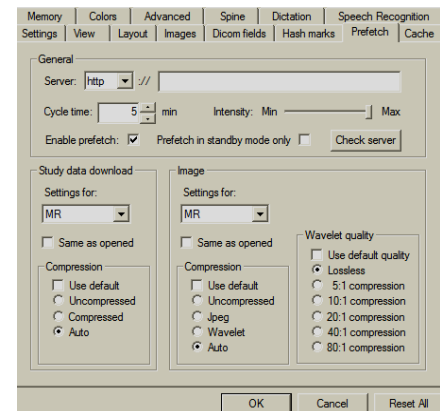 Memory Colors Advanced Spine Dictation Speech Recognition
Settings View Layout Images Dicom fields Hash marks Prefetch Cache
General
Server: http ://
Cycle time: 5 min Intensity: Min Max
Enable prefetch: Prefetch in standby mode only Check server
Study data download
Settings for:
MR
Same as opened
Compression
Use default
Uncompressed
Compressed
Auto
Image
Settings for:
MR
Same as opened
Compression
Use default
Uncompressed
Jpeg
Wavelet
Auto
Wavelet quality
Use default quality
Lossless
5:1 compression
10:1 compression
20:1 compression
40:1 compression
80:1 compression
OK Cancel Reset All